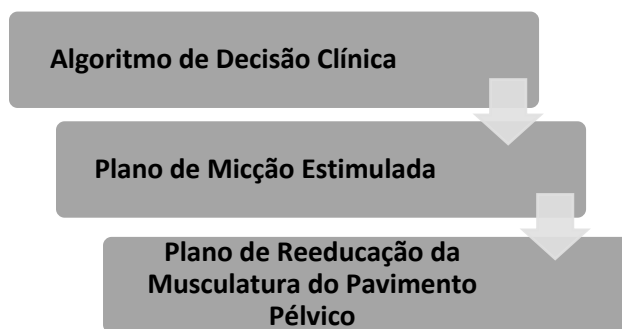 Algoritmo de Decisão Clínica
Plano de Micção Estimulada
Plano de Reeducação da
Musculatura do Pavimento
Pélvico